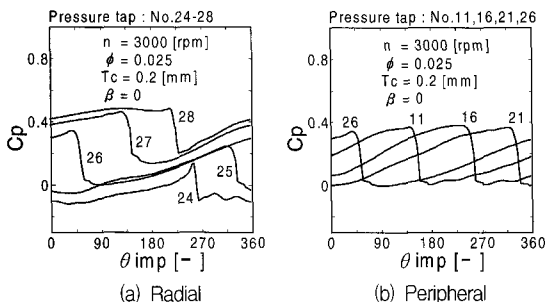 Pressure tap : No.24-28
n = 3000 [rpm]
ϕ = 0.025
Tc = 0.2 [mm]
β = 0
0.8
0.4
0
Cp
28
27
26
25
24
0 90 180 270 360
θ imp [-]
(a) Radial
Pressure tap : No.11,16,21,26
n = 3000 [rpm]
ϕ = 0.025
Tc = 0.2 [mm]
β = 0
0.8
0.4
0
Cp
26 11 16 21
0 90 180 270 360
θ imp [-]
(b) Peripheral